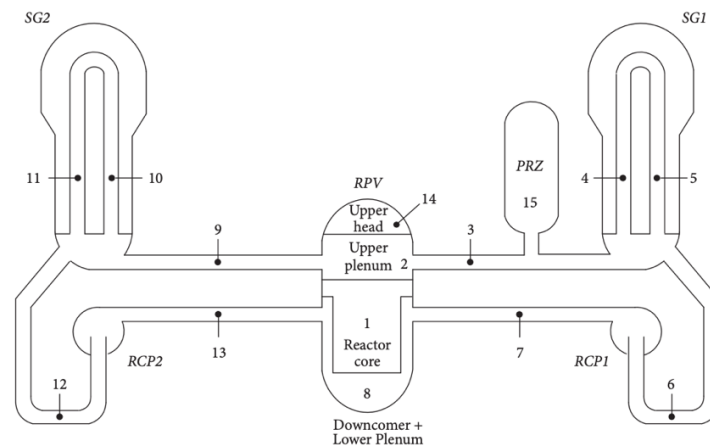 SG2
SG1
11
10
RPV
PRZ
15
4
5
Upper
head
14
9
Upper
plenum
2
3
1
Reactor
core
13
RCP2
7
RCP1
12
8
6
Downcomer +
Lower Plenum